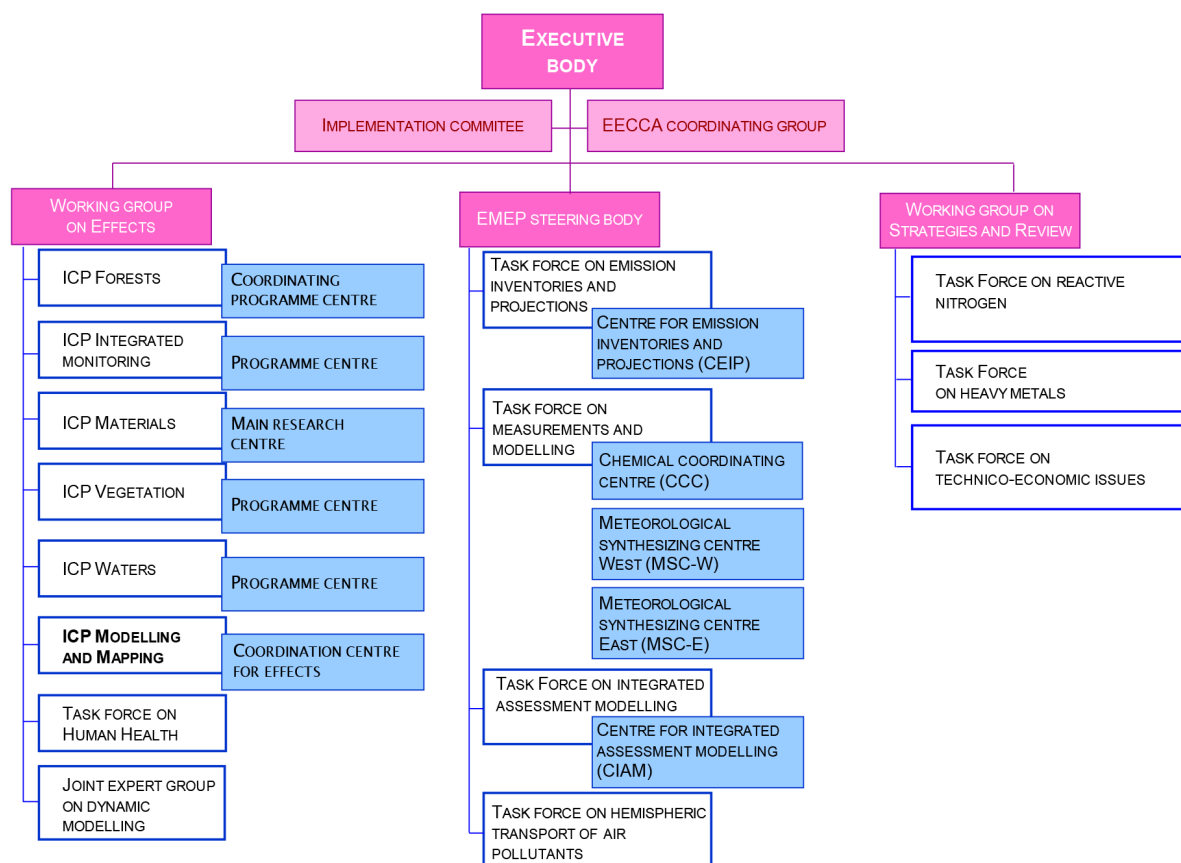 EXECUTIVE
BODY
IMPLEMENTATION COMMITEE
EECCA COORDINATING GROUP
WORKING GROUP
ON EFFECTS
ICP FORESTS
COORDINATING
PROGRAMME CENTRE
ICP INTEGRATED
MONITORING
PROGRAMME CENTRE
ICP MATERIALS
MAIN RESEARCH
CENTRE
ICP VEGETATION
PROGRAMME CENTRE
ICP WATERS
PROGRAMME CENTRE
ICP MODELLING
AND MAPPING
COORDINATION CENTRE
FOR EFFECTS
TASK FORCE ON
HUMAN HEALTH
JOINT EXPERT GROUP
ON DYNAMIC
MODELLING
EMEP STEERING BODY
TASK FORCE ON EMISSION
INVENTORIES AND
PROJECTIONS
CENTRE FOR EMISSION
INVENTORIES AND
PROJECTIONS (CEIP)
TASK FORCE ON
MEASUREMENTS AND
MODELLING
CHEMICAL COORDINATING
CENTRE (CCC)
METEOROLOGICAL
SYNTHESIZING CENTRE
WEST (MSC-W)
METEOROLOGICAL
SYNTHESIZING CENTRE
EAST (MSC-E)
TASK FORCE ON INTEGRATED
ASSESSMENT MODELLING
CENTRE FOR INTEGRATED
ASSESSMENT MODELLING
(CIAM)
TASK FORCE ON HEMISPHERIC
TRANSPORT OF AIR
POLLUTANTS
WORKING GROUP ON
STRATEGIES AND REVIEW
TASK FORCE ON REACTIVE
NITROGEN
TASK FORCE
ON HEAVY METALS
TASK FORCE ON
TECHNICO-ECONOMIC ISSUES